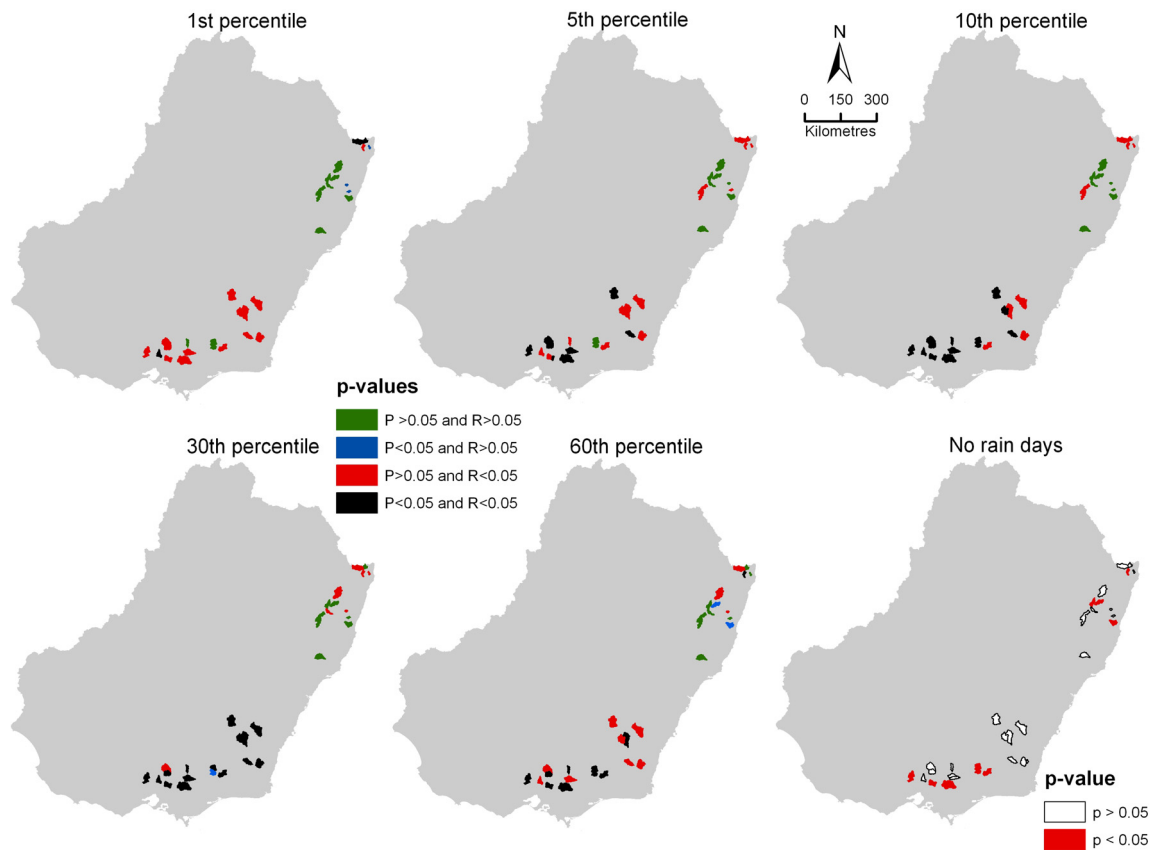 1st percentile
5th percentile
10th percentile
N
0 150 300
Kilometres
p-values
P >0.05 and R>0.05
P<0.05 and R>0.05
P>0.05 and R<0.05
P<0.05 and R<0.05
30th percentile
60th percentile
No rain days
p-value
p > 0.05
p < 0.05